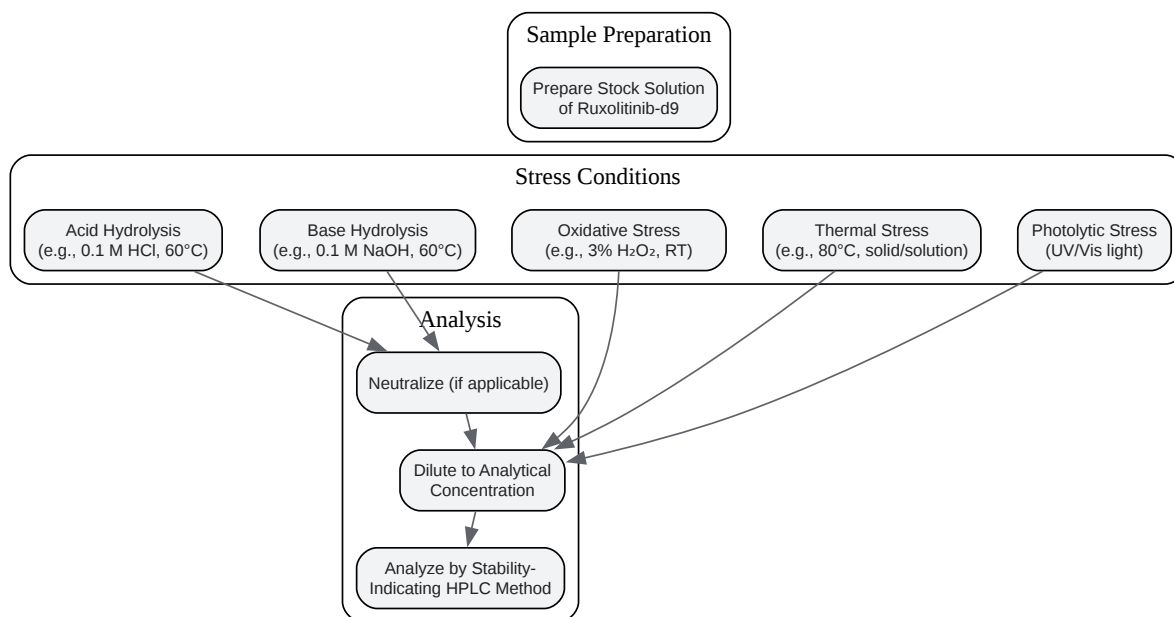 Sample Preparation
Prepare Stock Solution
of Ruxolitinib-d9
Stress Conditions
Acid Hydrolysis
(e.g., 0.1 M HCl, 60°C)
Base Hydrolysis
(e.g., 0.1 M NaOH, 60°C)
Oxidative Stress
(e.g., 3% H₂O₂, RT)
Thermal Stress
(e.g., 80°C, solid/solution)
Photolytic Stress
(UV/Vis light)
Analysis
Neutralize (if applicable)
Dilute to Analytical
Concentration
Analyze by Stability-
Indicating HPLC Method